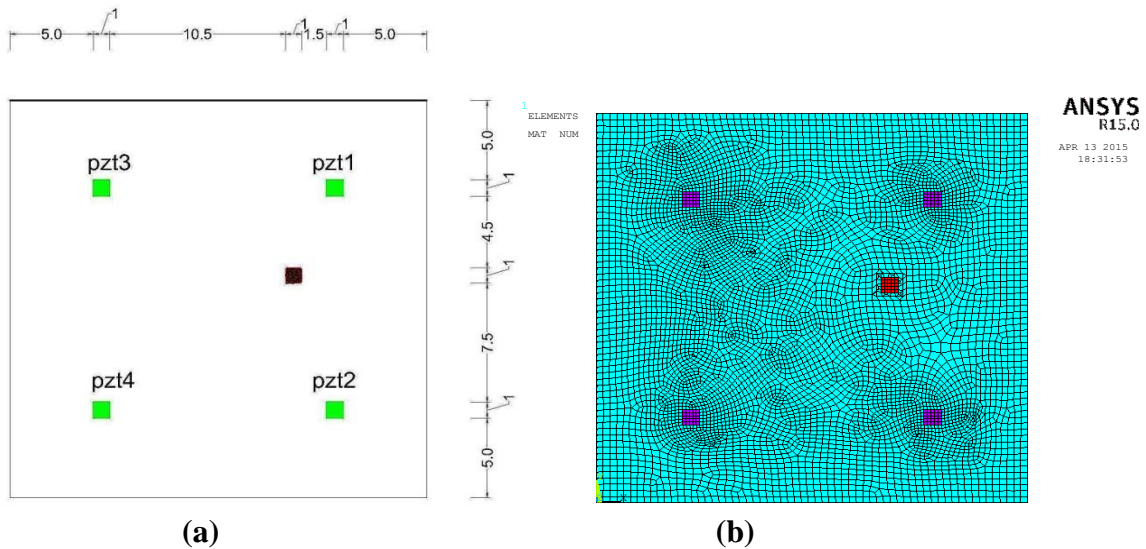 1
1
1
5.0
10.5
1.5
5.0
pzt3
pzt1
pzt4
pzt2
5.0
1
4.5
1
7.5
1
5.0
(a)
1
ELEMENTS
MAT NUM
ANSYS
R15.0
APR 13 2015
18:31:53
X
(b)